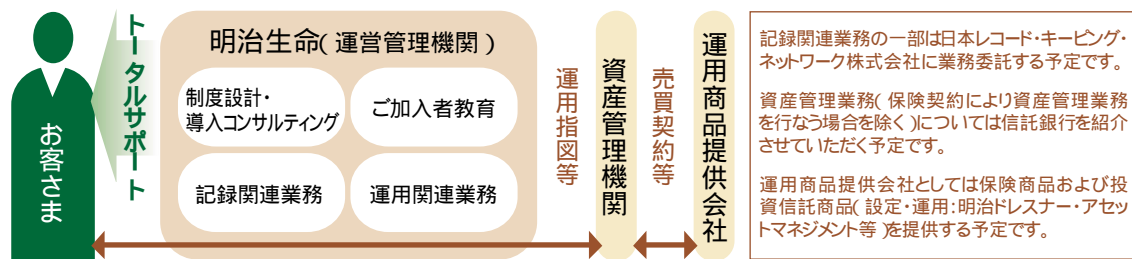 お客さま
トータルサポート
明治生命(運営管理機関)
制度設計・
導入コンサルティング
ご加入者教育
記録関連業務
運用関連業務
運用指図等
資産管理機関
売買契約等
運用商品提供会社
記録関連業務の一部は日本レコード・キーピング・
ネットワーク株式会社に業務委託する予定です。
資産管理業務(保険契約により資産管理業務
を行なう場合を除く)については信託銀行を紹介
させていただく予定です。
運用商品提供会社としては保険商品および投
資信託商品(設定・運用:明治ドレスナー・アセッ
トマネジメント等)を提供する予定です。